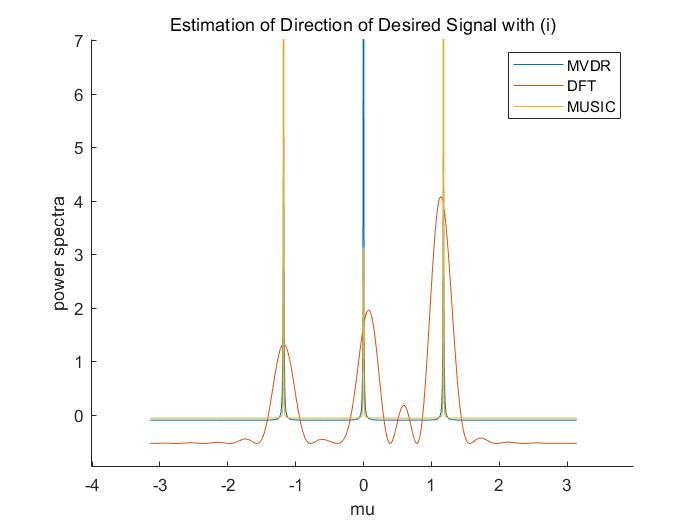 Estimation of Direction of Desired Signal with (i)
7
6
5
4
3
2
1
0
power spectra
MVDR
DFT
MUSIC
-4 -3 -2 -1 0 1 2 3
mu